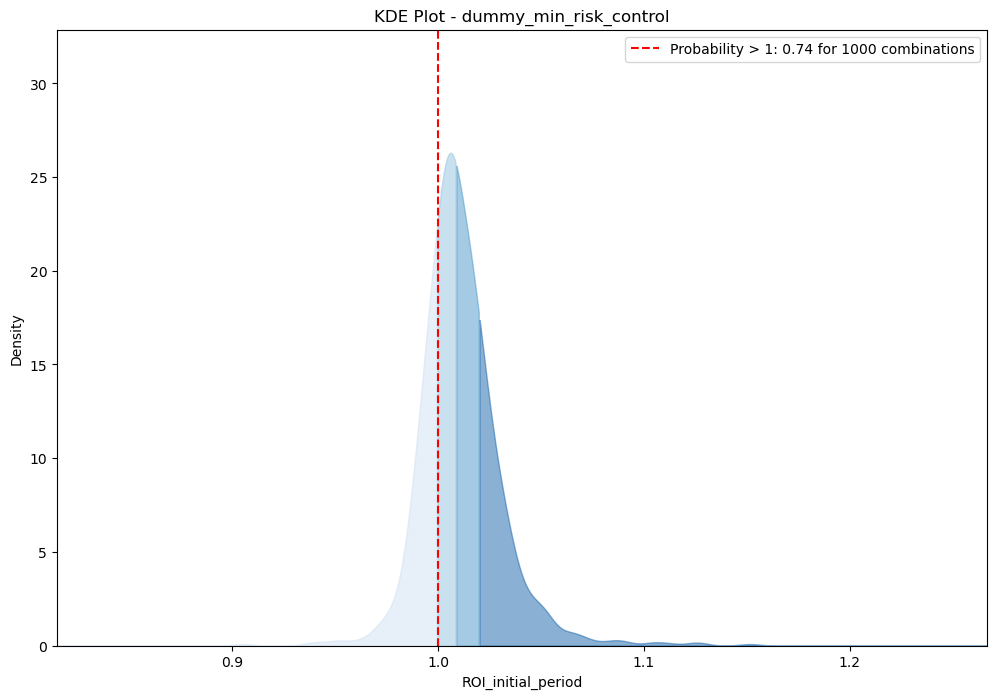 KDE Plot - dummy_min_risk_control
Probability > 1: 0.74 for 1000 combinations
30
25
20
15
10
5
0
Density
0.9
1.0
1.1
1.2
ROI_initial_period